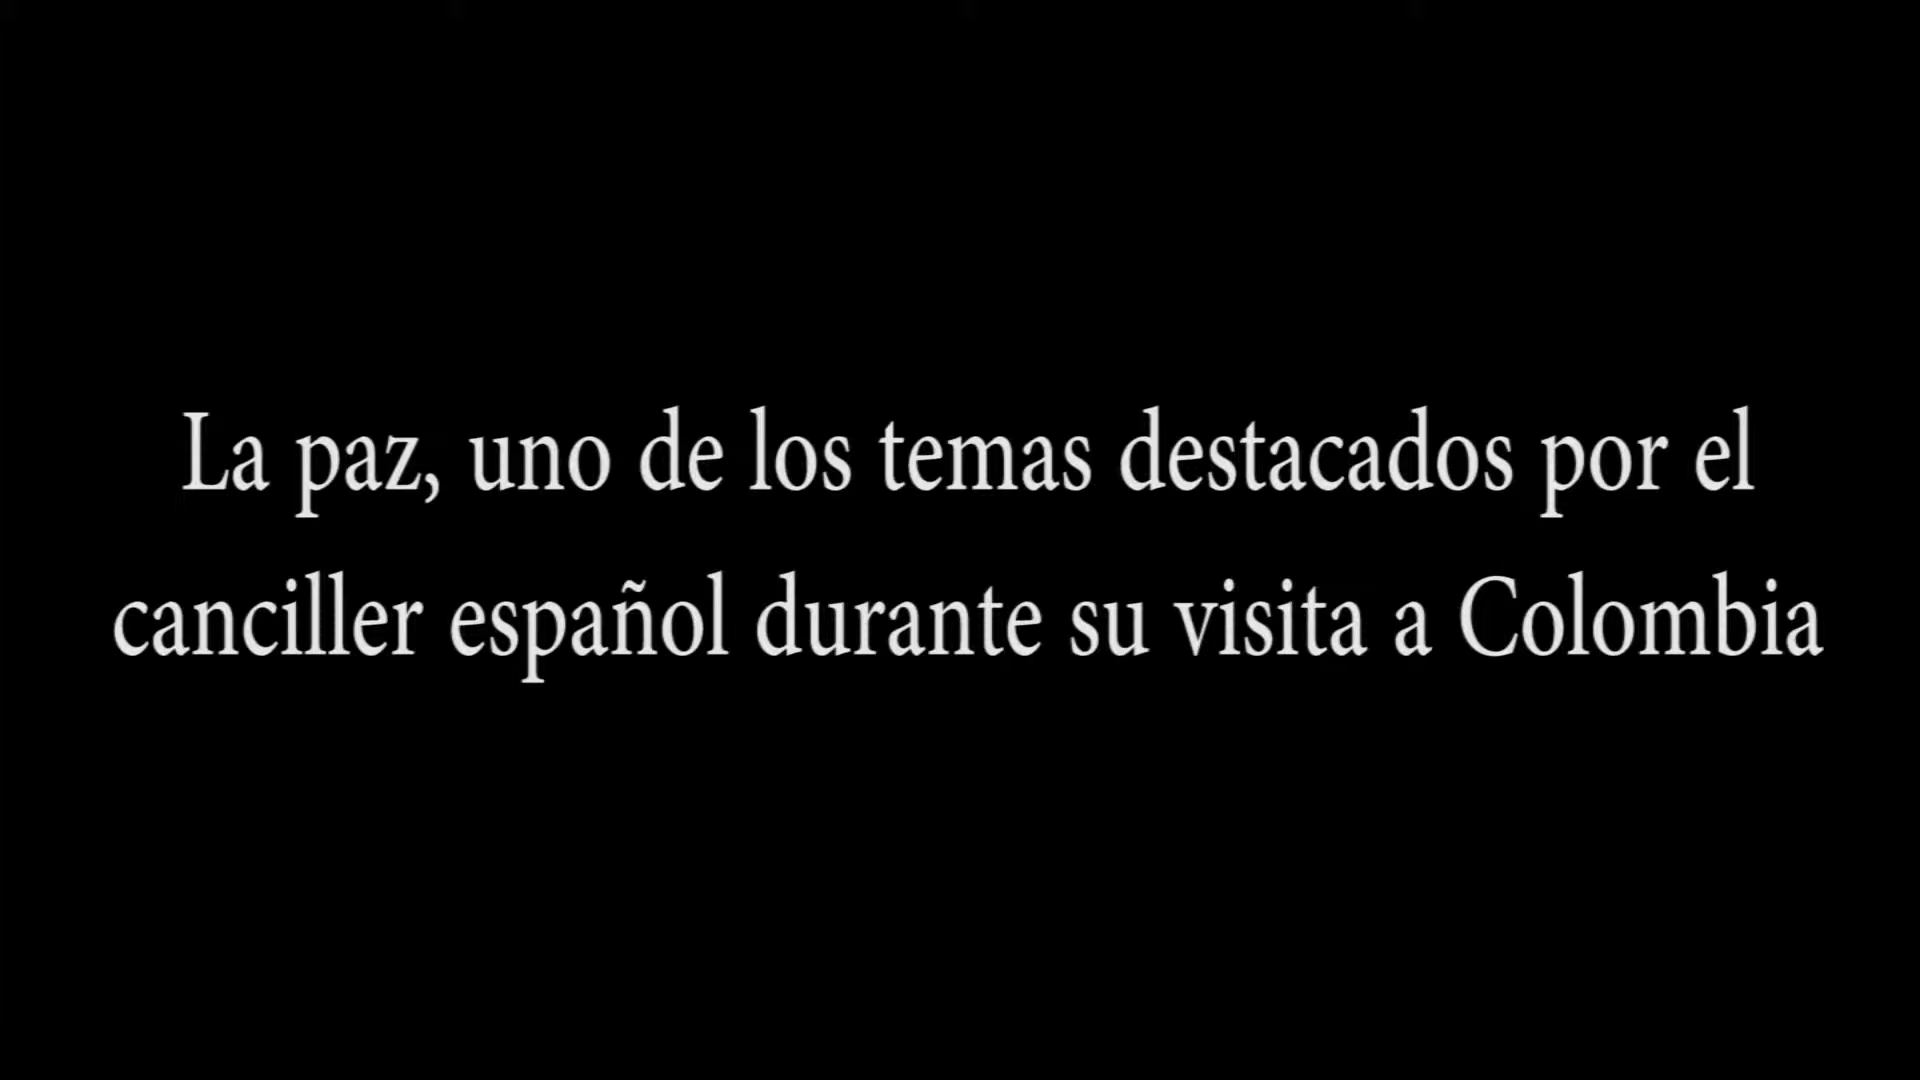 La paz, uno de los temas destacados por el
canciller español durante su visita a Colombia